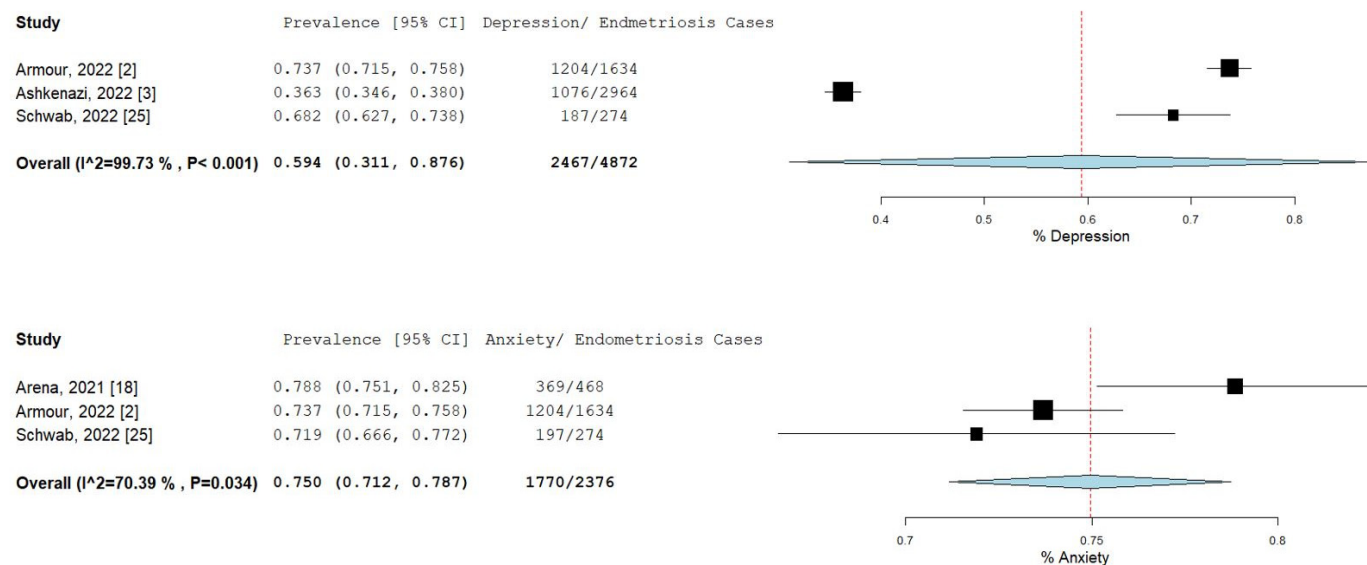 Study Prevalence [95% CI] Depression/ Endmetriosis Cases
Armour, 2022 [2] 0.737 (0.715, 0.758) 1204/1634
Ashkenazi, 2022 [3] 0.363 (0.346, 0.380) 1076/2964
Schwab, 2022 [25] 0.682 (0.627, 0.738) 187/274
Overall (I^2=99.73 % , P< 0.001) 0.594 (0.311, 0.876) 2467/4872
0.4 0.5 0.6 0.7 0.8
% Depression
Study Prevalence [95% CI] Anxiety/ Endometriosis Cases
Arena, 2021 [18] 0.788 (0.751, 0.825) 369/468
Armour, 2022 [2] 0.737 (0.715, 0.758) 1204/1634
Schwab, 2022 [25] 0.719 (0.666, 0.772) 197/274
Overall (I^2=70.39 % , P=0.034) 0.750 (0.712, 0.787) 1770/2376
0.7 0.75 0.8
% Anxiety